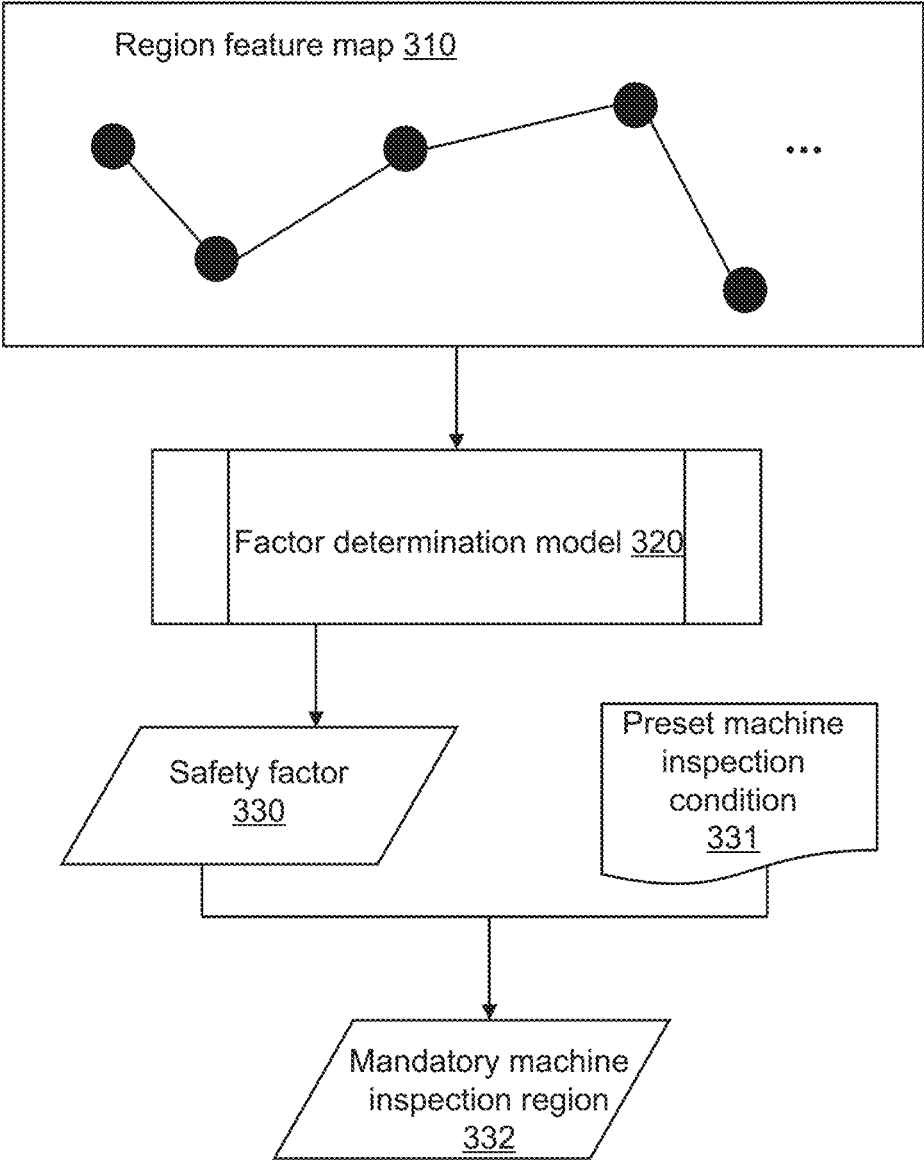 Region feature map 310
...
Factor determination model 320
Safety factor
330
Preset machine
inspection
condition
331
Mandatory machine
inspection region
332